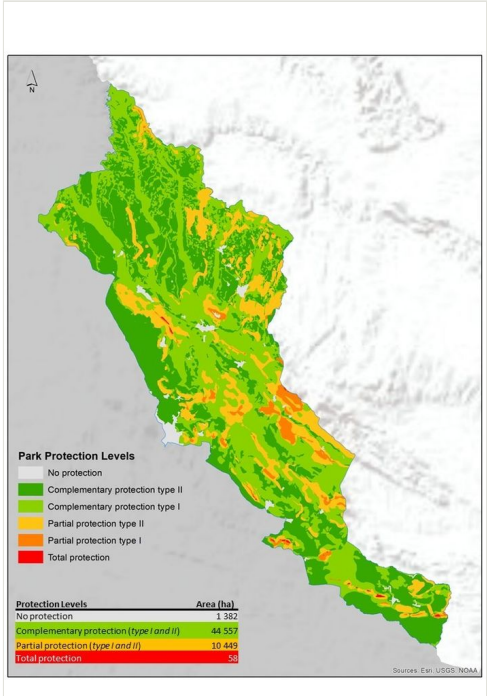 N
Park Protection Levels
No protection
Complementary protection type II
Complementary protection type I
Partial protection type II
Partial protection type I
Total protection
Protection Levels Area (ha)
No protection 1 382
Complementary protection (type I and II) 44 557
Partial protection (type I and II) 10 449
Total protection 58
Sources: Esri, USGS, NOAA